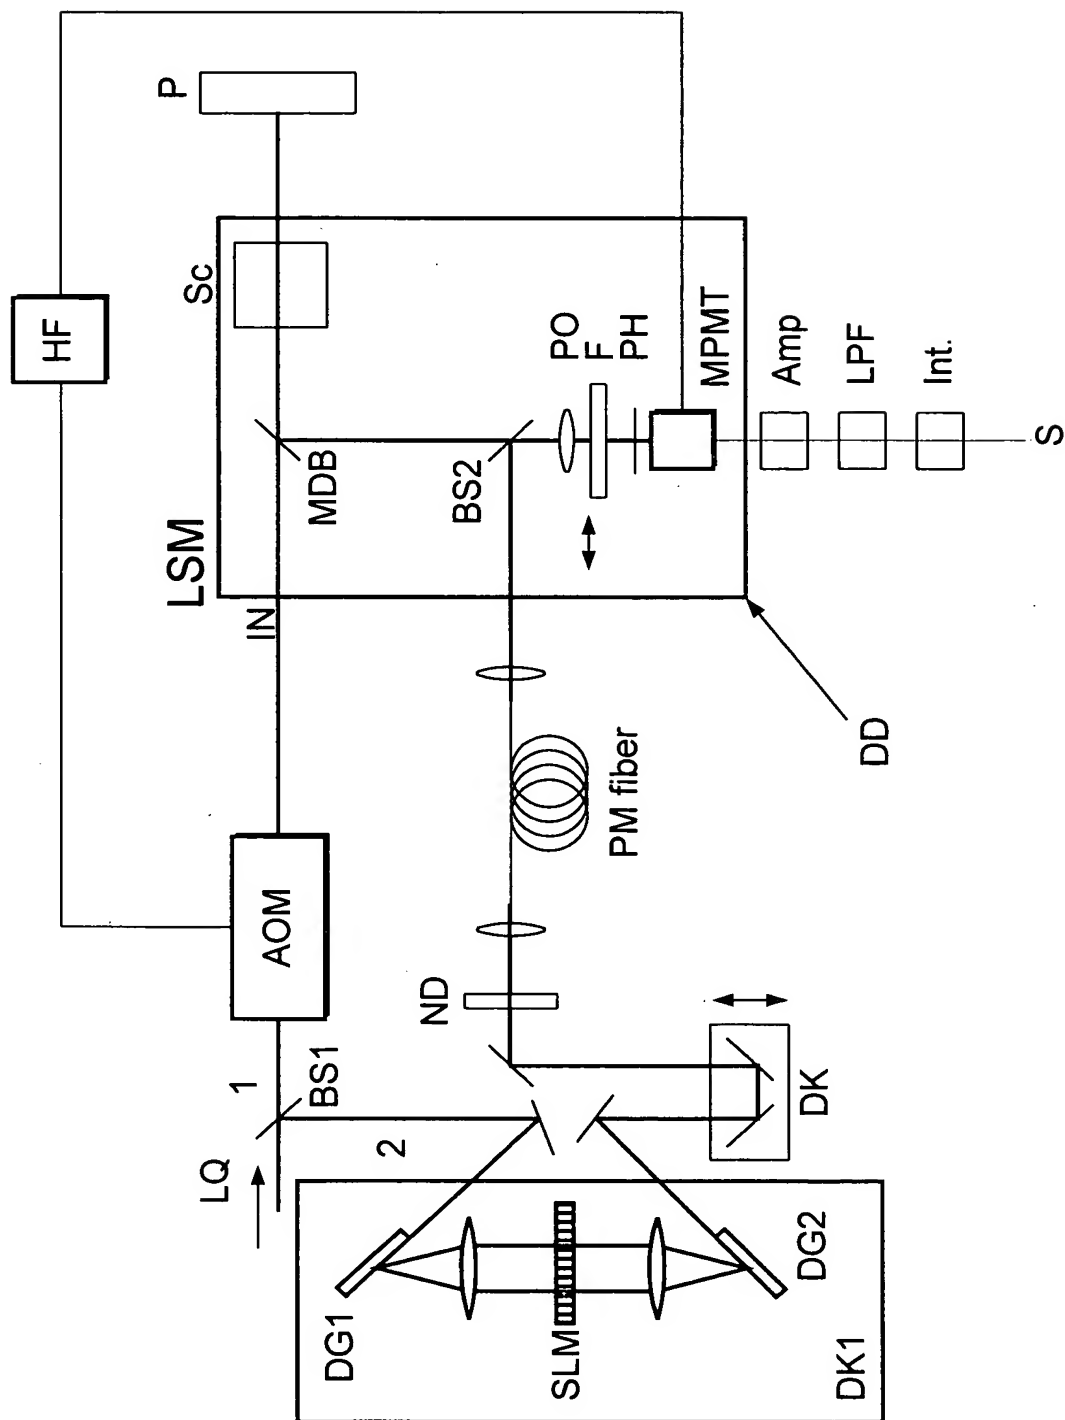 P
HF
Sc
LSM
IN
MDB
BS2
PO
F
PH
MPMT
Amp
LPF
Int.
S
DD
PM fiber
AOM
ND
1
BS1
LQ
2
DK
DG1
SLM
DG2
DK1